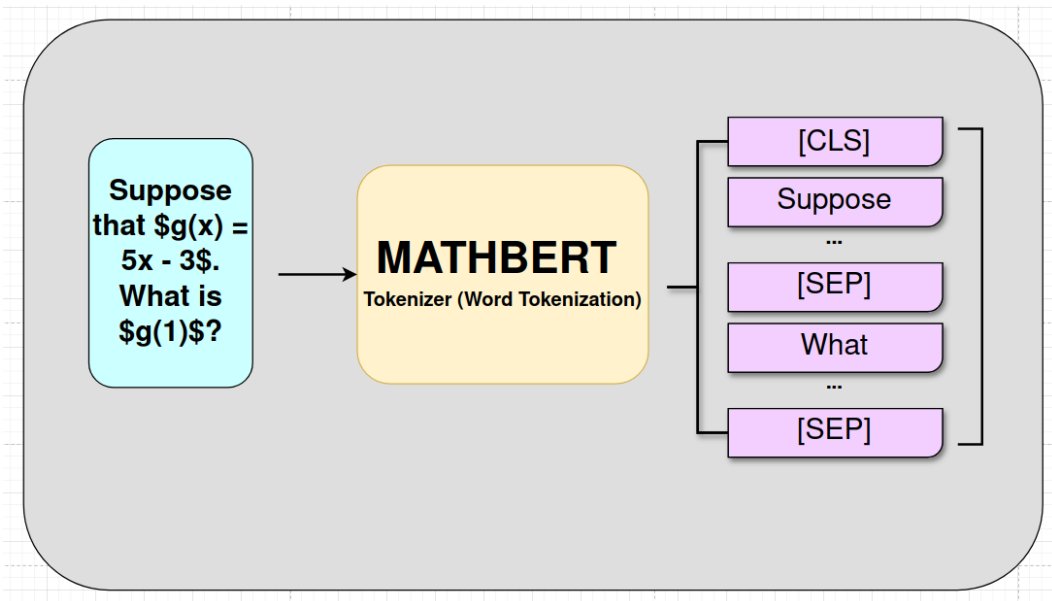 Suppose
that $g(x) =
5x - 3$.
What is
$g(1)$?
MATHBERT
Tokenizer (Word Tokenization)
[CLS]
Suppose
...
[SEP]
What
...
[SEP]